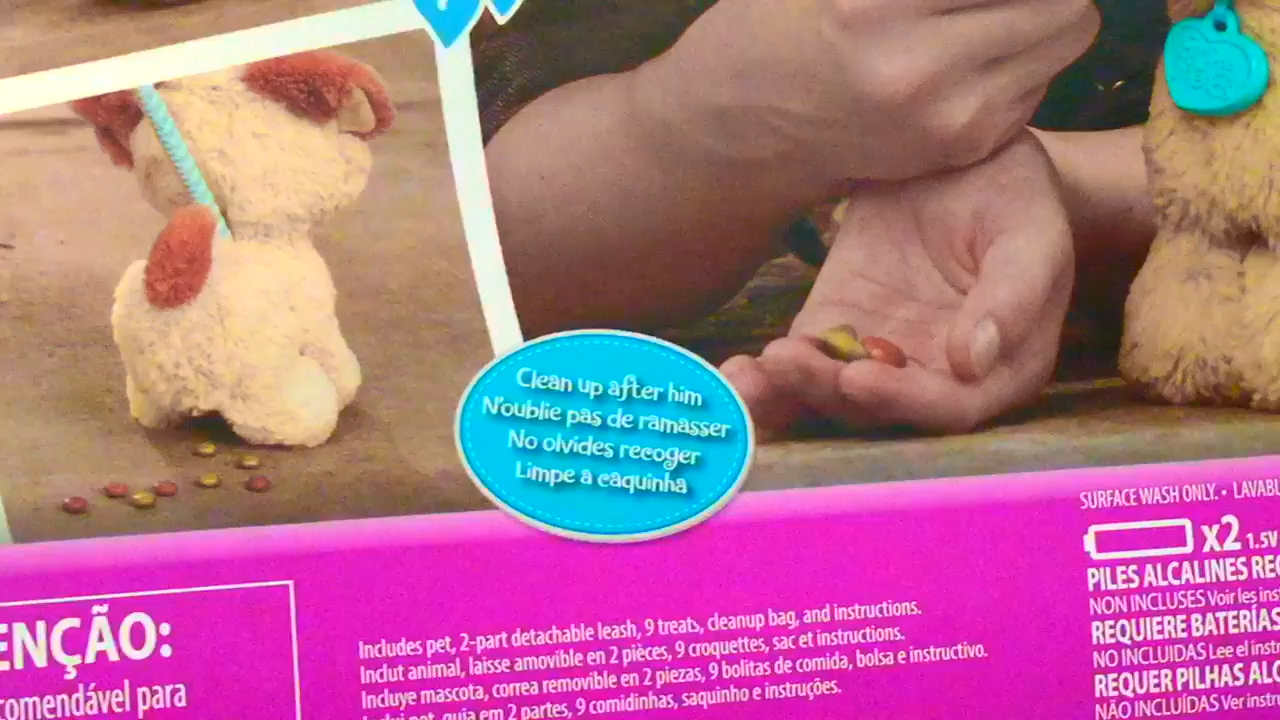 Clean up after him
N'oublie pas de ramasser
No olvides recoger
Limpe a caquinha
SURFACE WASH ONLY. • LAVABL
x2 1.5V
PILES ALCALINES REQ
NON INCLUSES Voir les ins
REQUIERE BATERÍAS
NO INCLUIDAS Lee el inst
REQUER PILHAS ALC
NÃO INCLUÍDAS Ver instr
ENÇÃO:
comendável para
Includes pet, 2-part detachable leash, 9 treats, cleanup bag, and instructions.
Inclut animal, laisse amovible en 2 pièces, 9 croquettes, sac et instructions.
Incluye mascota, correa removible en 2 piezas, 9 bolitas de comida, bolsa e instructivo.
pet, guia em 2 partes, 9 comidinhas, saquinho e instruções.